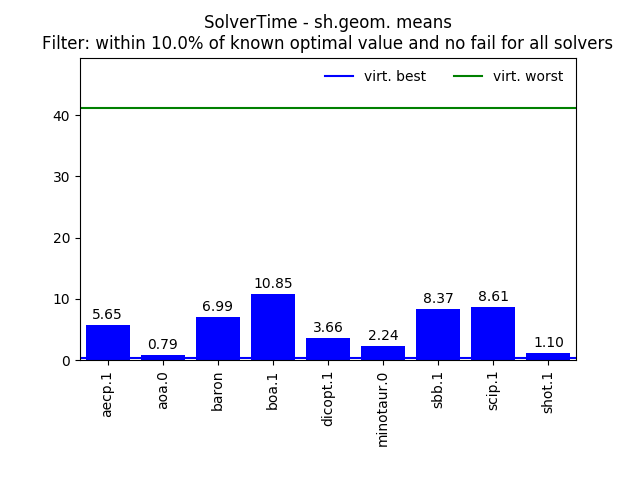 SolverTime - sh.geom. means
Filter: within 10.0% of known optimal value and no fail for all solvers
virt. best
virt. worst
40
30
20
10
0
5.65
0.79
6.99
10.85
3.66
2.24
8.37
8.61
1.10
aecp.1
aoa.0
baron
boa.1
dicopt.1
minotaur.0
sbb.1
scip.1
shot.1